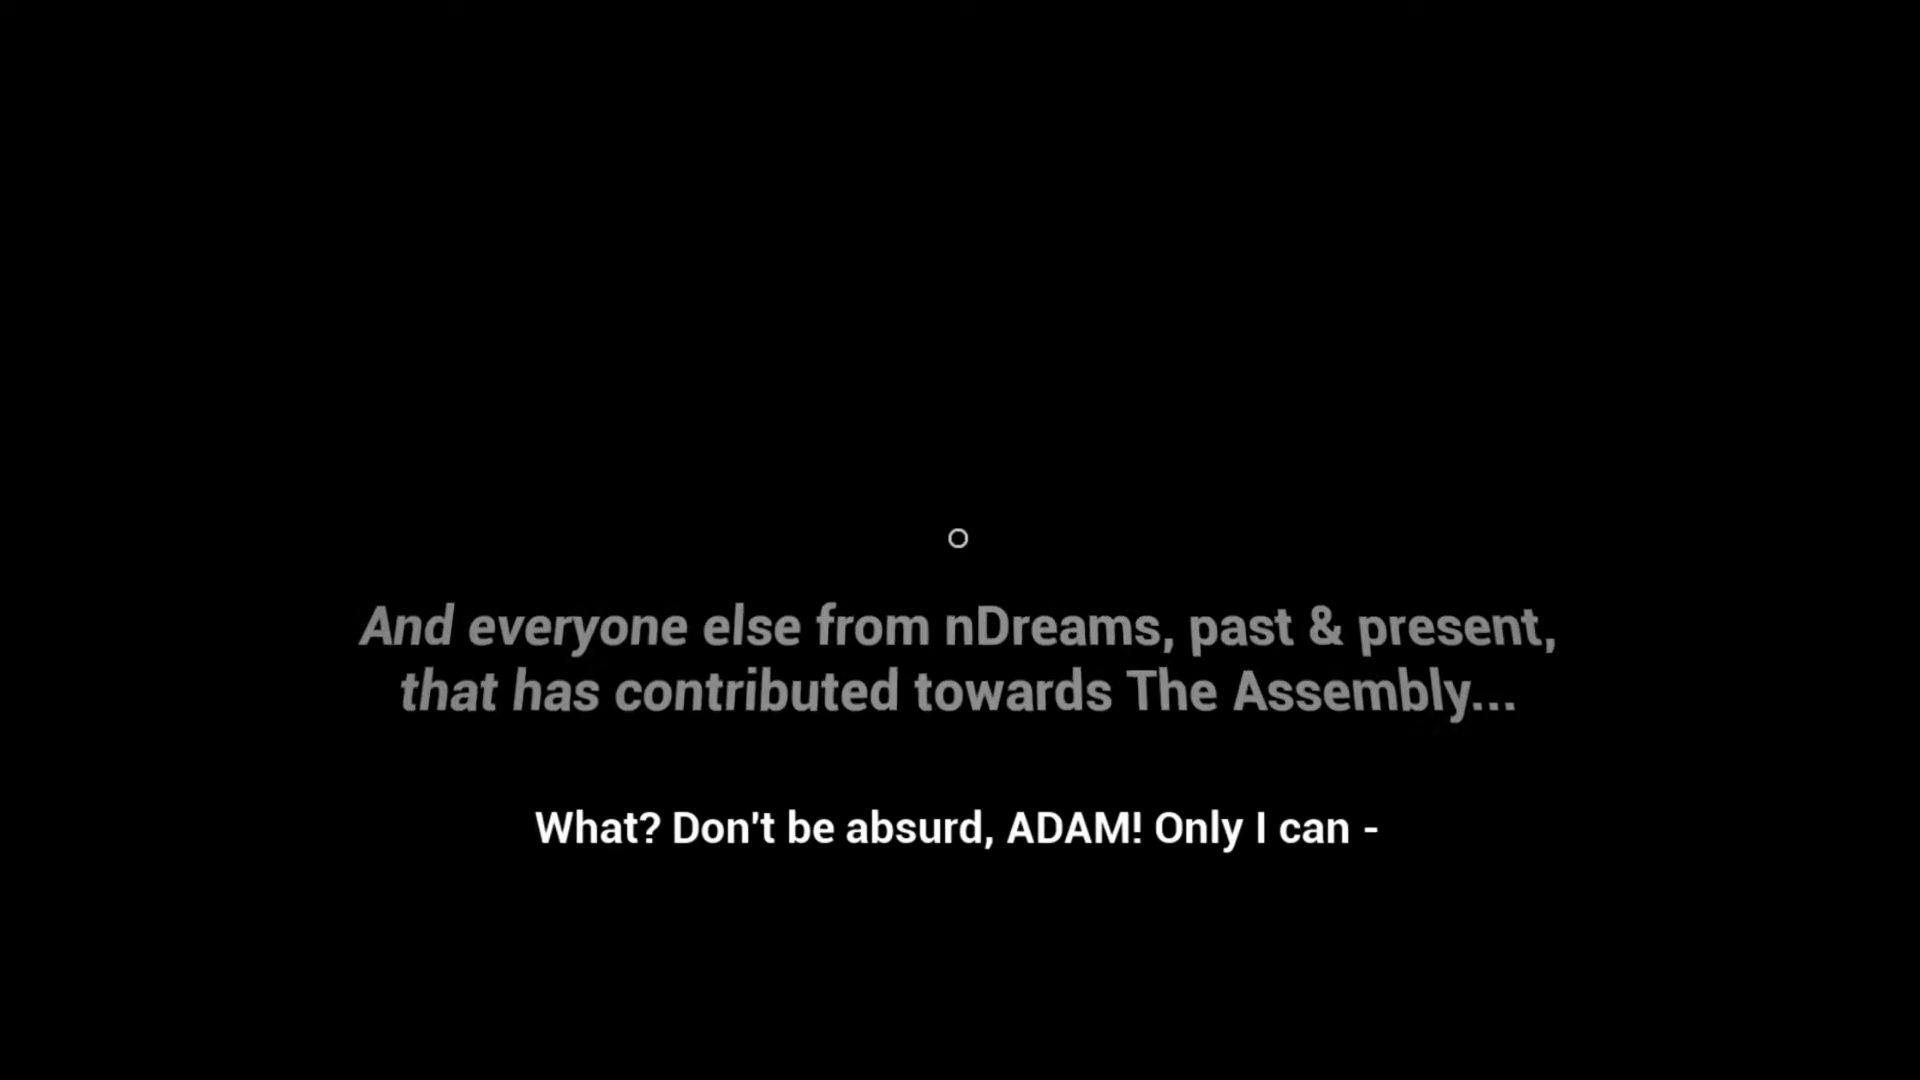 And everyone else from nDreams, past & present,
that has contributed towards The Assembly...
What? Don't be absurd, ADAM! Only I can -